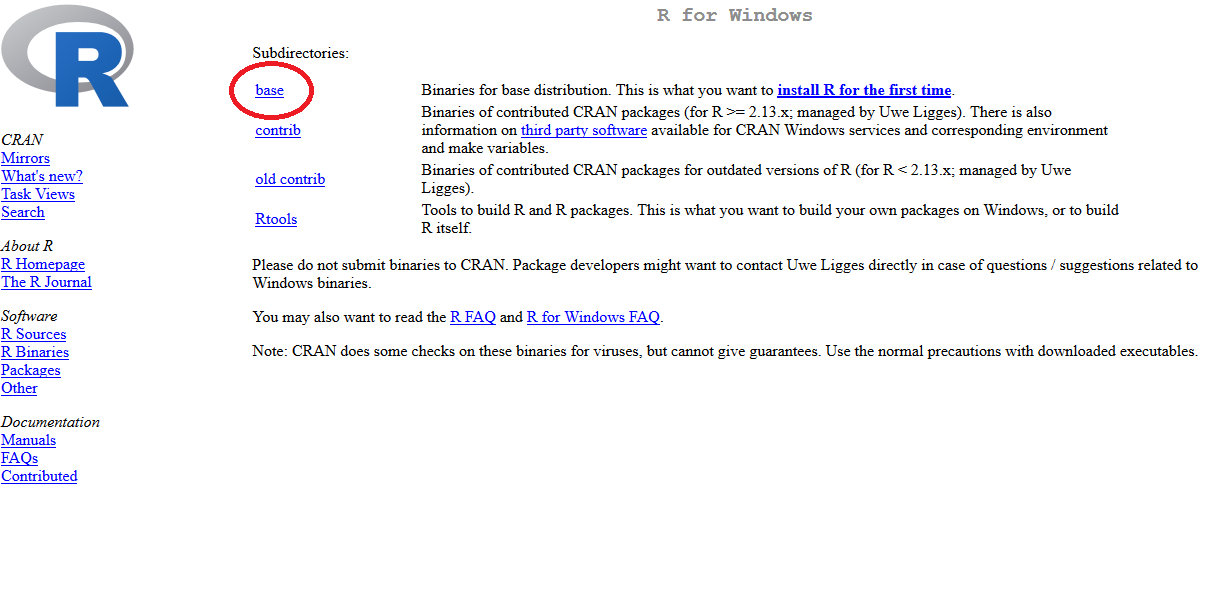 R
R for Windows
CRAN
Mirrors
What's new?
Task Views
Search
About R
R Homepage
The R Journal
Software
R Sources
R Binaries
Packages
Other
Documentation
Manuals
FAQs
Contributed
Subdirectories:
base Binaries for base distribution. This is what you want to install R for the first time.
contrib Binaries of contributed CRAN packages (for R >= 2.13.x; managed by Uwe Ligges). There is also
information on third party software available for CRAN Windows services and corresponding environment
and make variables.
old contrib Binaries of contributed CRAN packages for outdated versions of R (for R < 2.13.x; managed by Uwe
Ligges).
Rtools Tools to build R and R packages. This is what you want to build your own packages on Windows, or to build
R itself.
Please do not submit binaries to CRAN. Package developers might want to contact Uwe Ligges directly in case of questions / suggestions related to
Windows binaries.
You may also want to read the R FAQ and R for Windows FAQ.
Note: CRAN does some checks on these binaries for viruses, but cannot give guarantees. Use the normal precautions with downloaded executables.